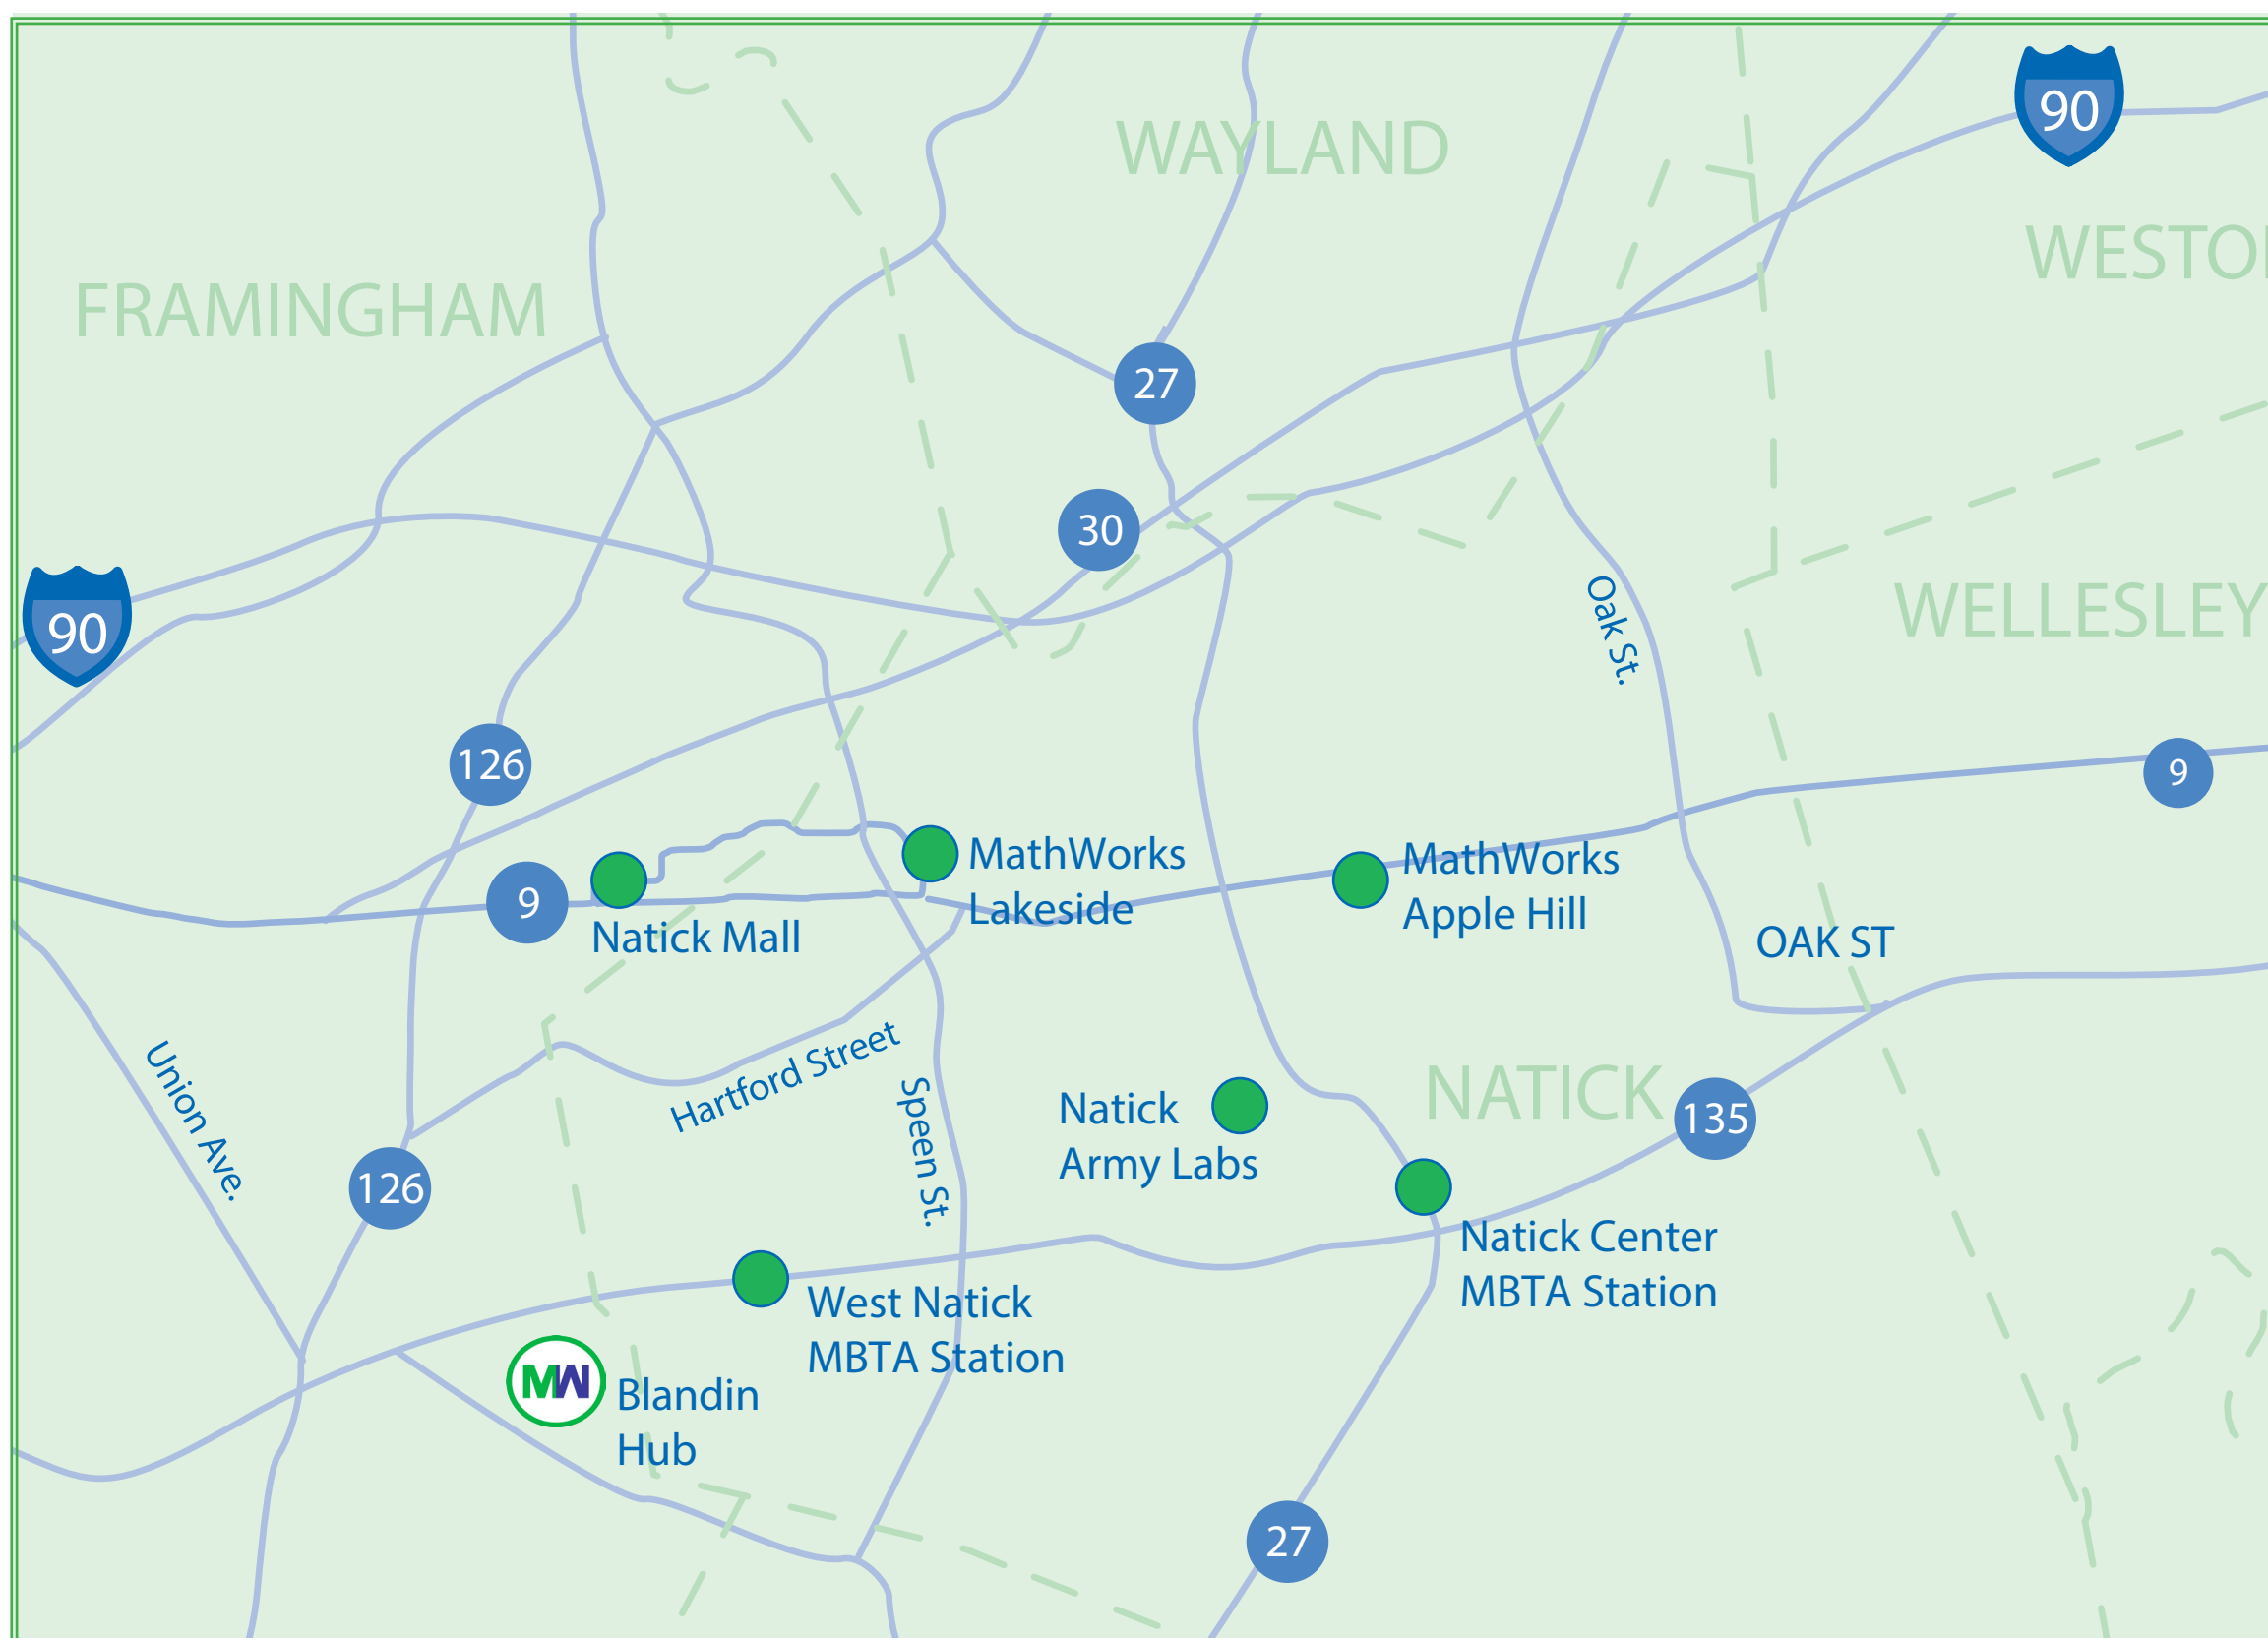 90
WAYLAND
WESTO
FRAMINGHAM
27
30
Oak St.
90
WELLESLEY
126
9
MathWorks
Lakeside
MathWorks
Apple Hill
9
Natick Mall
OAK ST
Union Ave.
Hartford Street
Speen St.
Natick
Army Labs
NATICK
135
126
Natick Center
MBTA Station
West Natick
MBTA Station
MW
Blandin
Hub
27